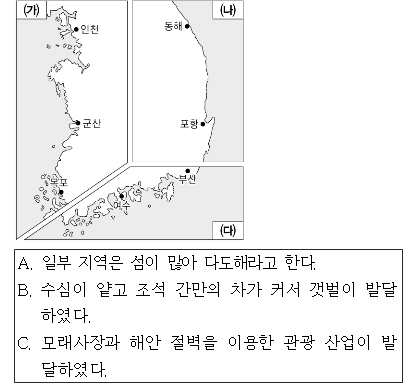 (가)
인천
군산
목포
(나)
동해
포항
부산
여수
(다)
A. 일부 지역은 섬이 많아 다도해라고 한다.
B. 수심이 얕고 조석 간만의 차가 커서 갯벌이 발달
하였다.
C. 모래사장과 해안 절벽을 이용한 관광 산업이 발
달하였다.